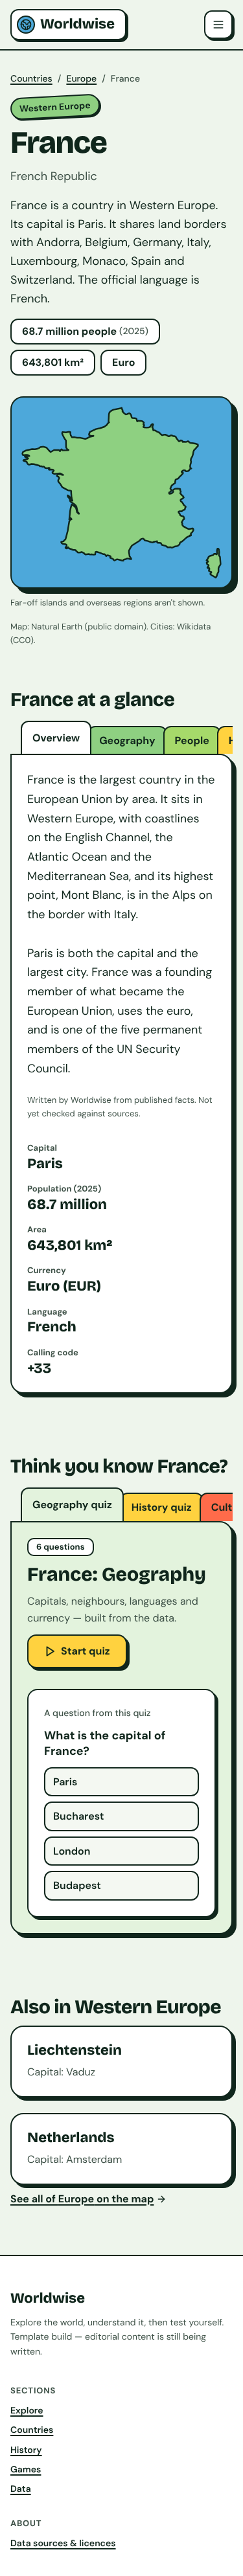 Worldwise
Countries / Europe / France
Western Europe
France
French Republic
France is a country in Western Europe.
Its capital is Paris. It shares land borders
with Andorra, Belgium, Germany, Italy,
Luxembourg, Monaco, Spain and
Switzerland. The official language is
French.
68.7 million people (2025)
643,801 km² Euro
Far-off islands and overseas regions aren't shown.
Map: Natural Earth (public domain). Cities: Wikidata
(CC0).
France at a glance
Overview Geography People H
France is the largest country in the
European Union by area. It sits in
Western Europe, with coastlines
on the English Channel, the
Atlantic Ocean and the
Mediterranean Sea, and its highest
point, Mont Blanc, is in the Alps on
the border with Italy.
Paris is both the capital and the
largest city. France was a founding
member of what became the
European Union, uses the euro,
and is one of the five permanent
members of the UN Security
Council.
Written by Worldwise from published facts. Not
yet checked against sources.
Capital
Paris
Population (2025)
68.7 million
Area
643,801 km²
Currency
Euro (EUR)
Language
French
Calling code
+33
Think you know France?
Geography quiz History quiz Cult
6 questions
France: Geography
Capitals, neighbours, languages and
currency — built from the data.
Start quiz
A question from this quiz
What is the capital of
France?
Paris
Bucharest
London
Budapest
Also in Western Europe
Liechtenstein
Capital: Vaduz
Netherlands
Capital: Amsterdam
See all of Europe on the map →
Worldwise
Explore the world, understand it, then test yourself.
Template build — editorial content is still being
written.
SECTIONS
Explore
Countries
History
Games
Data
ABOUT
Data sources & licences